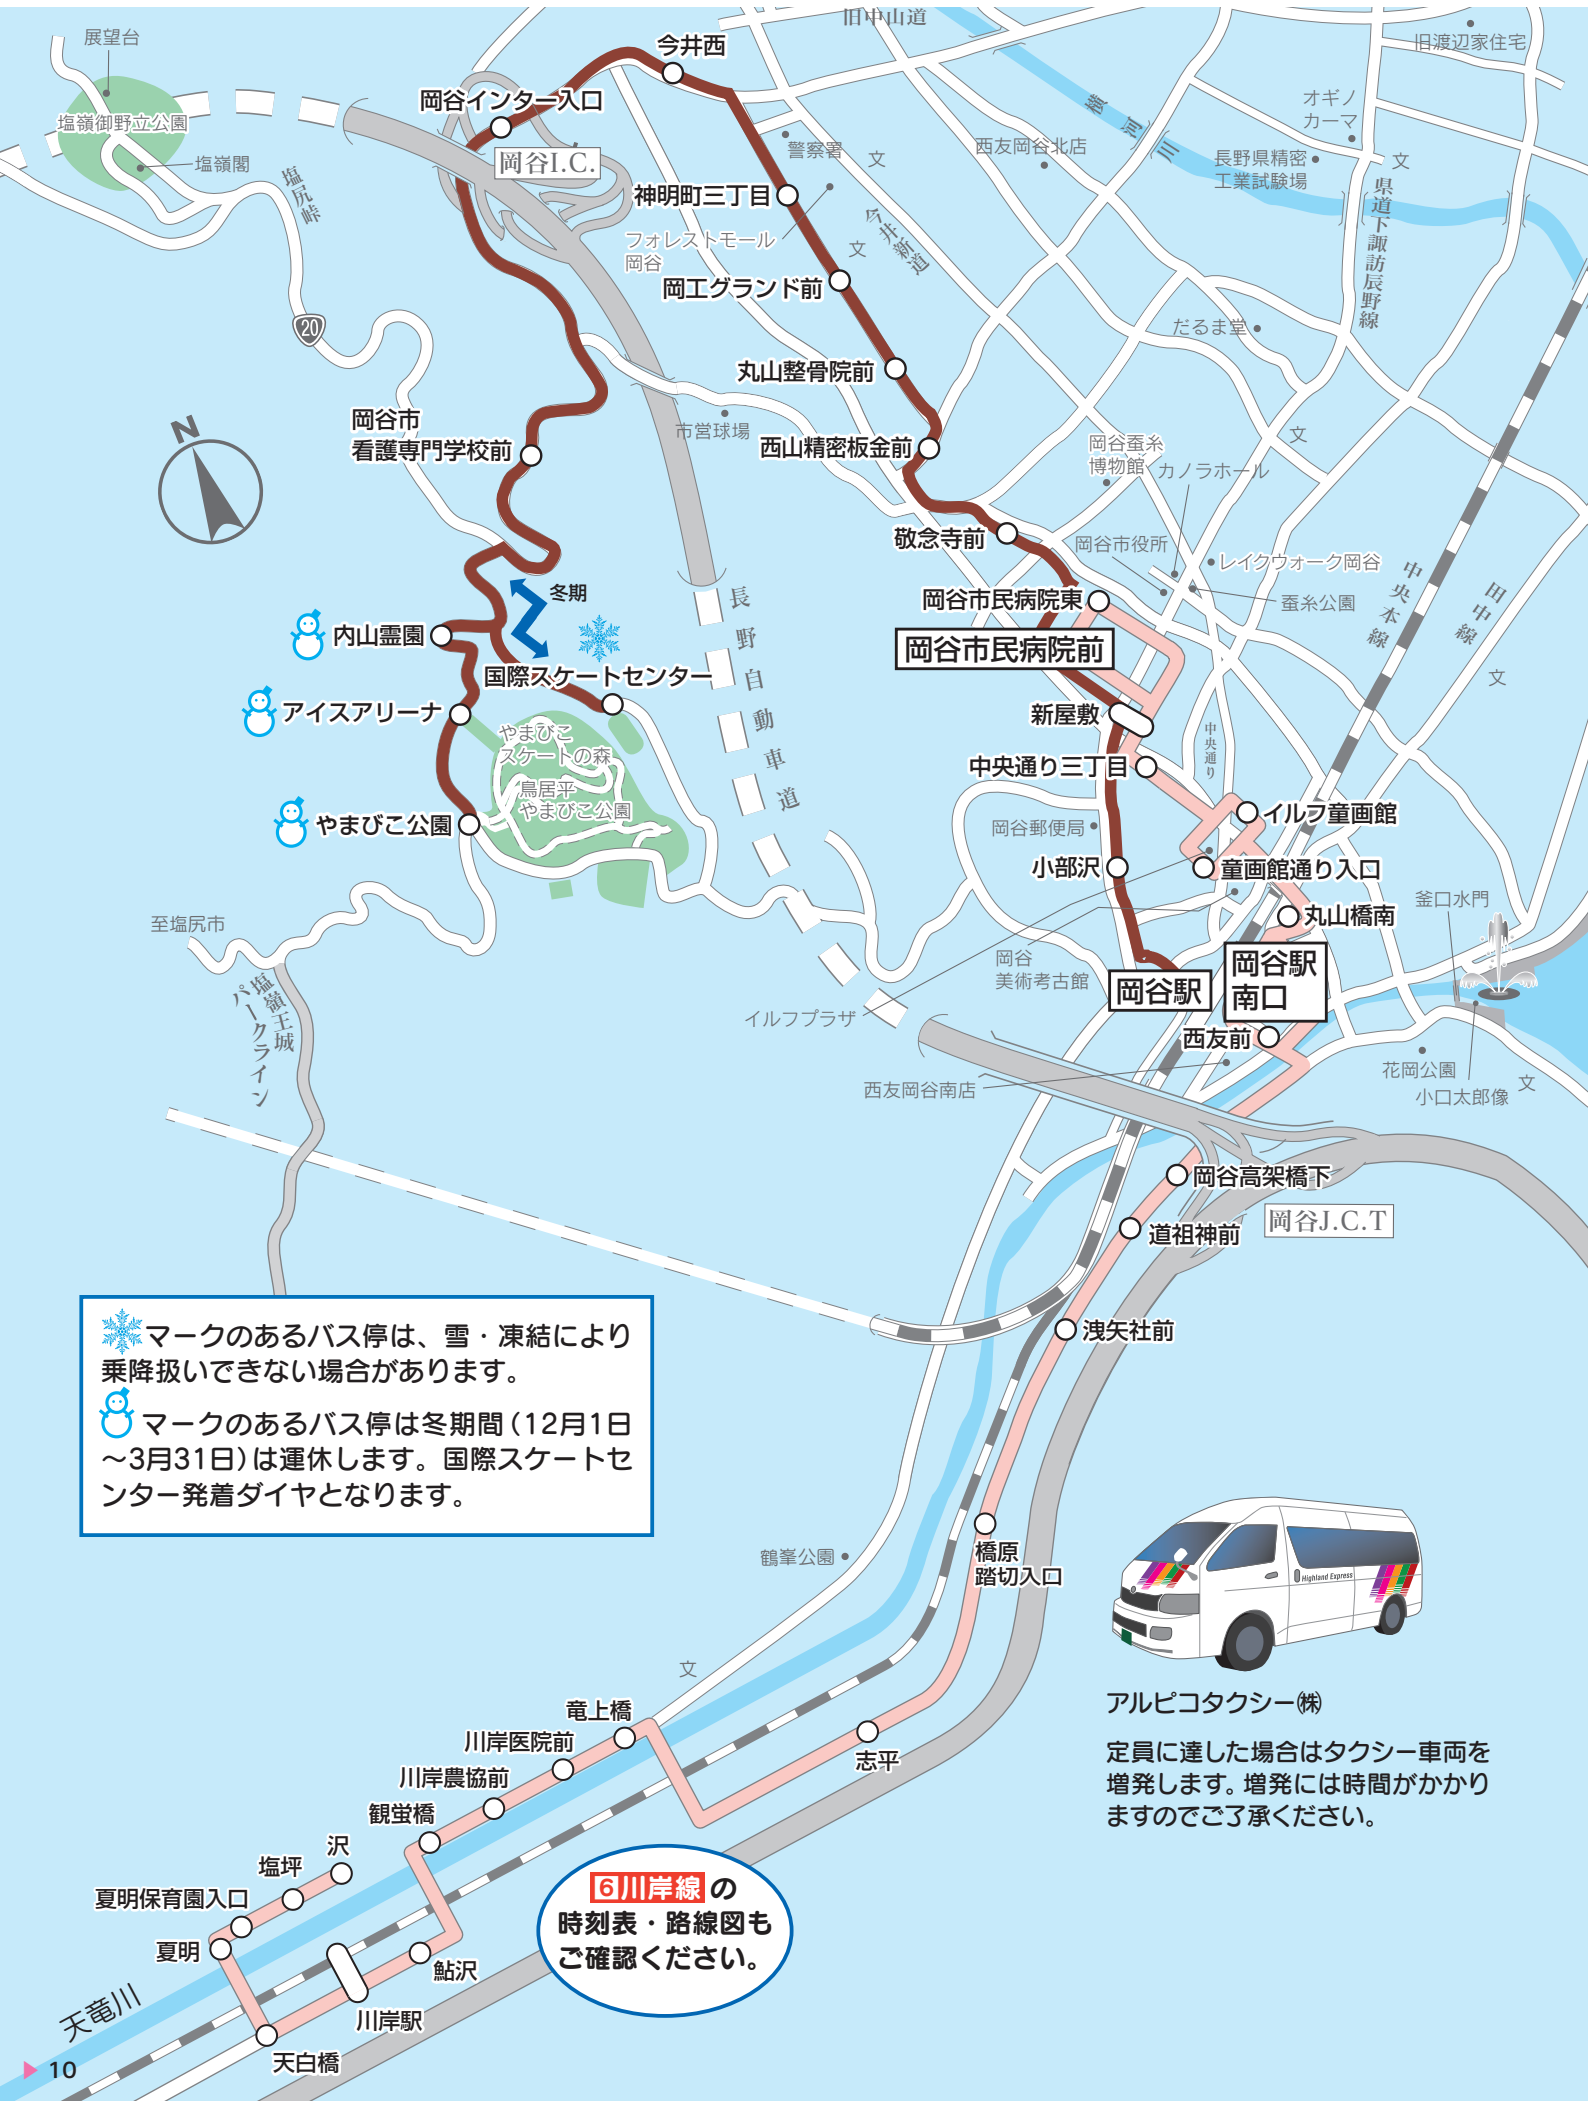 展望台
塩嶺御野立公園
塩嶺閣
塩尻峠
旧中山道
今井西
岡谷インター入口
岡谷I.C.
旧渡辺家住宅
オギノ
カーマ
横河川
西友岡谷北店
長野県精密
工業試験場
文
県道下諏訪辰野線
警察署
文
神明町三丁目
今井新道
フォレストモール
岡谷
文
岡工グランド前
20
だるま堂
丸山整骨院前
N
岡谷市
看護専門学校前
市営球場
西山精密板金前
文
岡谷蚕糸
博物館
カノラホール
敬念寺前
岡谷市役所
レイクウォーク岡谷
中央本線
田中線
蚕糸公園
冬期
長野自動車道
岡谷市民病院東
岡谷市民病院前
内山霊園
国際スケートセンター
文
アイスアリーナ
新屋敷
中央通り
やまびこ
スケートの森
中央通り三丁目
鳥居平
やまびこ公園
やまびこ公園
イルフ童画館
岡谷郵便局
小部沢
童画館通り入口
釜口水門
丸山橋南
至塩尻市
岡谷
美術考古館
岡谷駅
岡谷駅
南口
塩嶺王城
パークライン
イルフプラザ
西友前
西友岡谷南店
花岡公園
小口太郎像
文
岡谷高架橋下
岡谷J.C.T
道祖神前
洩矢社前
マークのあるバス停は、雪・凍結により
乗降扱いできない場合があります。
マークのあるバス停は冬期間(12月1日
～3月31日)は運休します。国際スケートセ
ンター発着ダイヤとなります。
鶴峯公園
橋原
踏切入口
Highland Express
文
アルピコタクシー㈱
定員に達した場合はタクシー車両を
増発します。増発には時間がかかり
ますのでご了承ください。
竜上橋
川岸医院前
志平
川岸農協前
観蛍橋
沢
塩坪
夏明保育園入口
夏明
鮎沢
川岸駅
天白橋
天竜川
6川岸線の
時刻表・路線図も
ご確認ください。
10